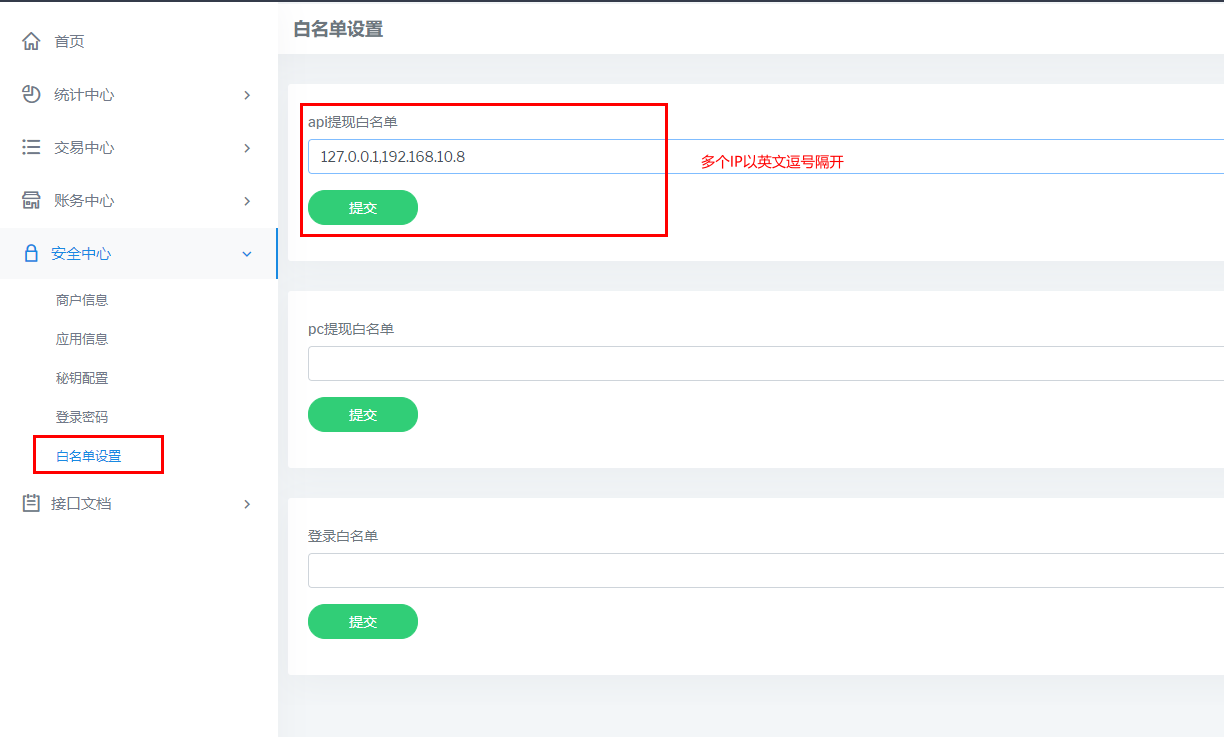 首页
统计中心
交易中心
账务中心
安全中心
商户信息
应用信息
秘钥配置
登录密码
白名单设置
接口文档
白名单设置
api提现白名单
127.0.0.1,192.168.10.8
多个IP以英文逗号隔开
提交
pc提现白名单
提交
登录白名单
提交